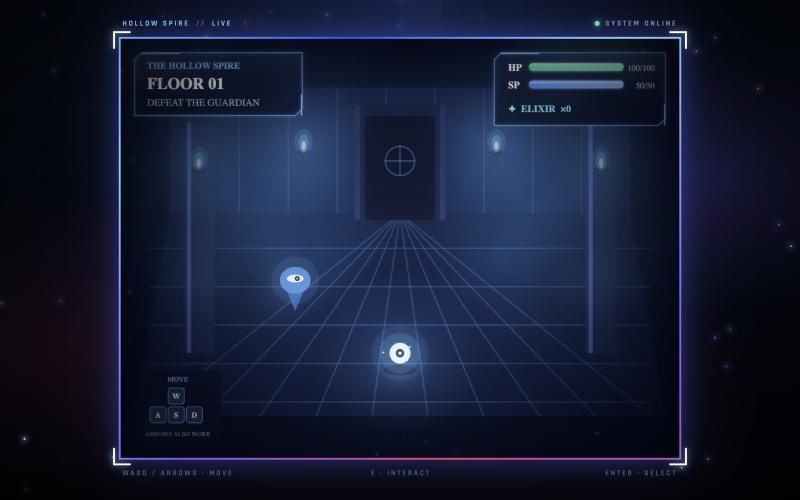 HOLLOW SPIRE // LIVE
SYSTEM ONLINE
THE HOLLOW SPIRE
FLOOR 01
DEFEAT THE GUARDIAN
HP 100/100
SP 50/50
ELIXIR ×0
MOVE
W
A S D
ARROWS ALSO WORK
WASD / ARROWS · MOVE
E · INTERACT
ENTER · SELECT